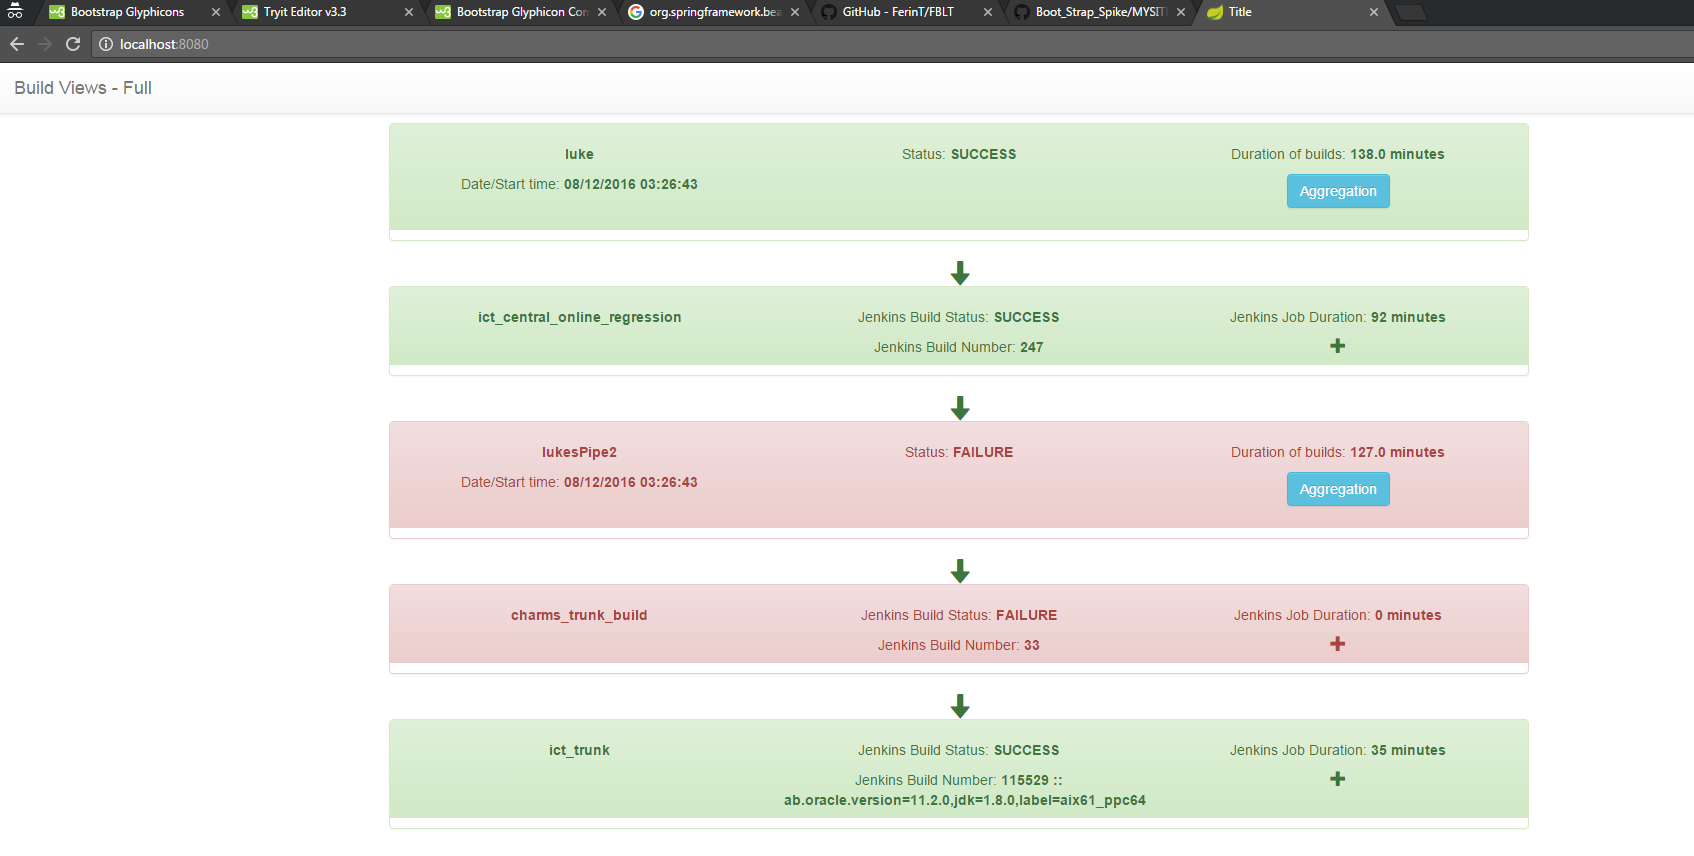 Bootstrap Glyphicons
Tryit Editor v3.3
Bootstrap Glyphicon Con
org.springframework.bea
GitHub - FerinT/FBLT
Boot_Strap_Spike/MYSIT
Title
localhost:8080
Build Views - Full
luke
Status: SUCCESS
Duration of builds: 138.0 minutes
Date/Start time: 08/12/2016 03:26:43
Aggregation
ict_central_online_regression
Jenkins Build Status: SUCCESS
Jenkins Job Duration: 92 minutes
Jenkins Build Number: 247
lukesPipe2
Status: FAILURE
Duration of builds: 127.0 minutes
Date/Start time: 08/12/2016 03:26:43
Aggregation
charms_trunk_build
Jenkins Build Status: FAILURE
Jenkins Job Duration: 0 minutes
Jenkins Build Number: 33
ict_trunk
Jenkins Build Status: SUCCESS
Jenkins Job Duration: 35 minutes
Jenkins Build Number: 115529 ::
ab.oracle.version=11.2.0,jdk=1.8.0,label=aix61_ppc64